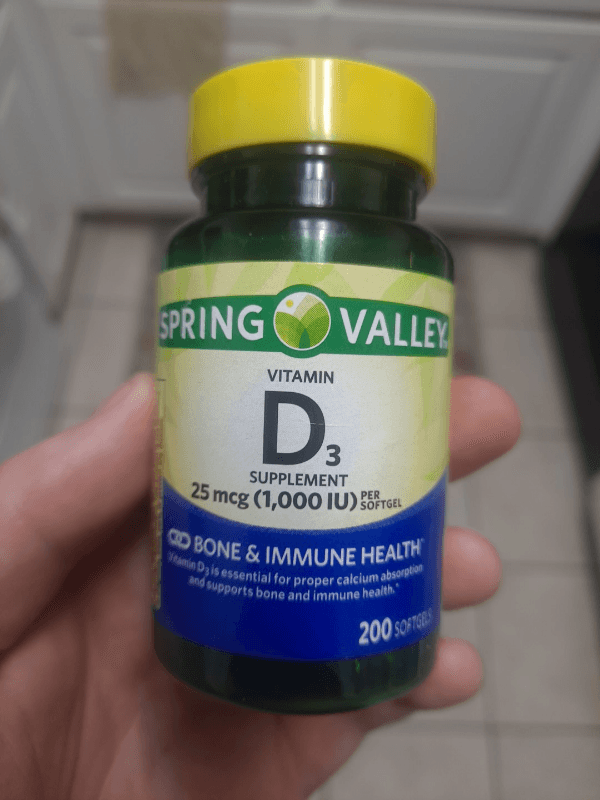 SPRING VALLEY
VITAMIN
D3
SUPPLEMENT
25 mcg (1,000 IU) PER SOFTGEL
BONE & IMMUNE HEALTH*
Vitamin D3 is essential for proper calcium absorption
and supports bone and immune health.*
200 SOFTGELS